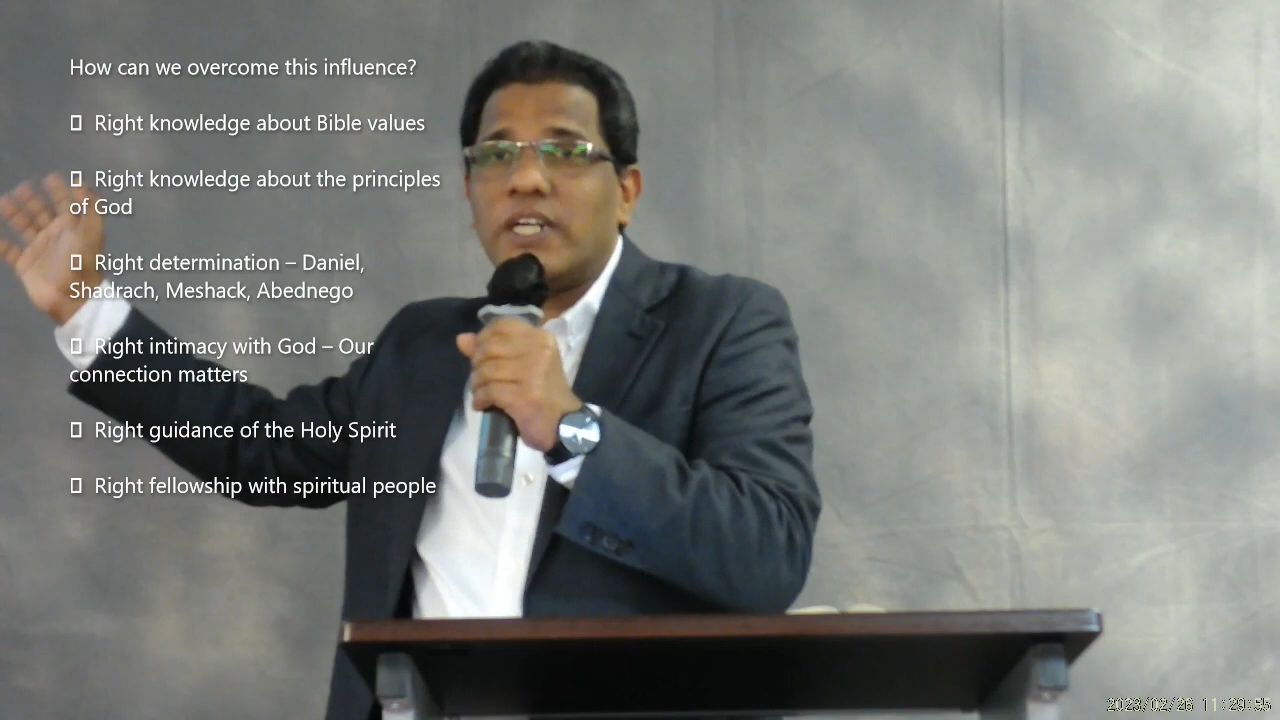 How can we overcome this influence?
Right knowledge about Bible values
Right knowledge about the principles
of God
Right determination – Daniel,
Shadrach, Meshack, Abednego
Right intimacy with God – Our
connection matters
Right guidance of the Holy Spirit
Right fellowship with spiritual people